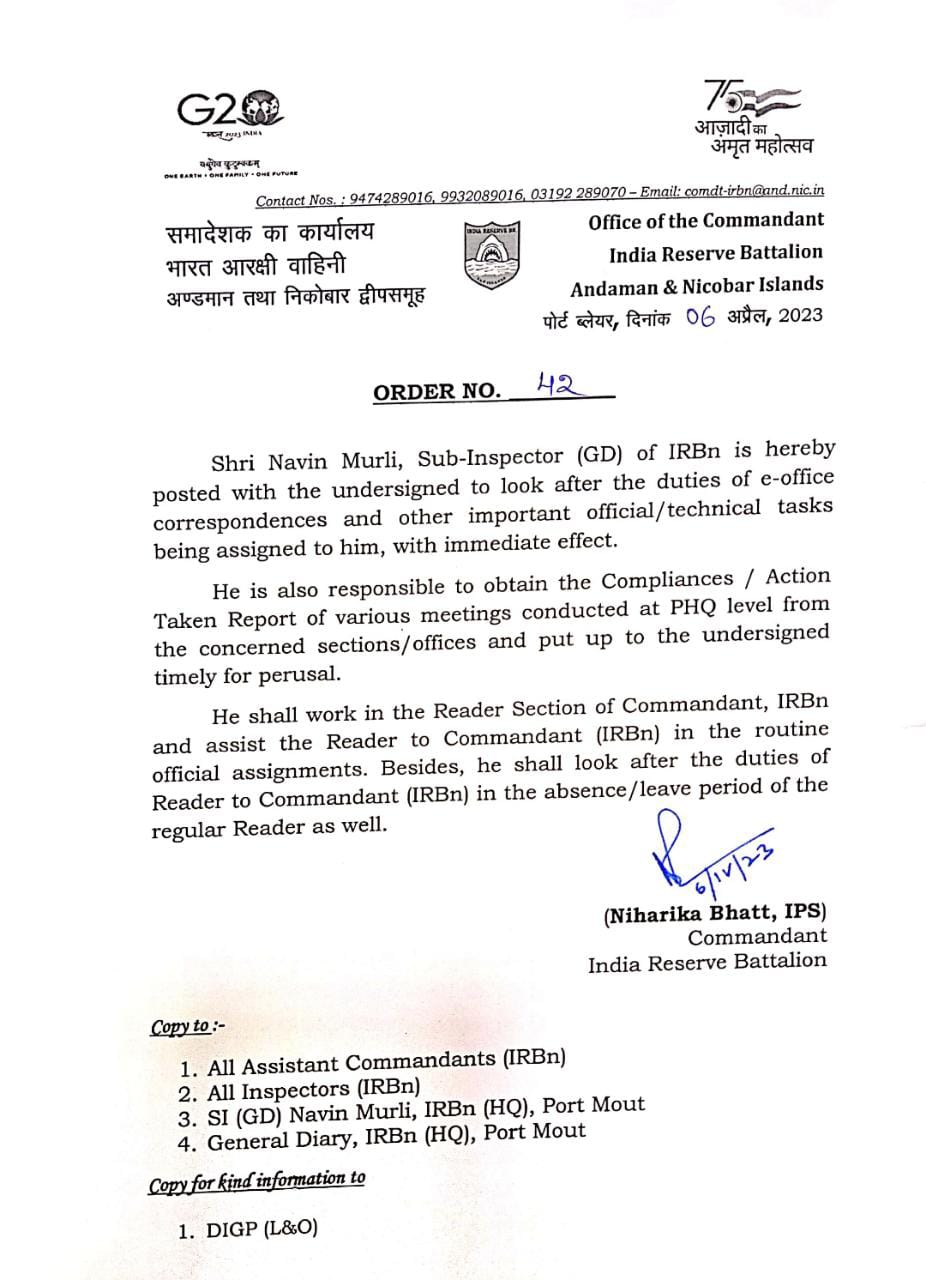 G20
भारत 2023 INDIA
वसुधैव कुटुम्बकम्
ONE EARTH • ONE FAMILY • ONE FUTURE
75
आज़ादी का
अमृत महोत्सव
Contact Nos. : 9474289016, 9932089016, 03192 289070 – Email: comdt-irbn@and.nic.in
समादेशक का कार्यालय
भारत आरक्षी वाहिनी
अण्डमान तथा निकोबार द्वीपसमूह
INDIA RESERVE BN
Office of the Commandant
India Reserve Battalion
Andaman & Nicobar Islands
पोर्ट ब्लेयर, दिनांक 06 अप्रैल, 2023
ORDER NO. 42
Shri Navin Murli, Sub-Inspector (GD) of IRBn is hereby
posted with the undersigned to look after the duties of e-office
correspondences and other important official/technical tasks
being assigned to him, with immediate effect.
He is also responsible to obtain the Compliances / Action
Taken Report of various meetings conducted at PHQ level from
the concerned sections/offices and put up to the undersigned
timely for perusal.
He shall work in the Reader Section of Commandant, IRBn
and assist the Reader to Commandant (IRBn) in the routine
official assignments. Besides, he shall look after the duties of
Reader to Commandant (IRBn) in the absence/leave period of the
regular Reader as well.
6/IV/23
(Niharika Bhatt, IPS)
Commandant
India Reserve Battalion
Copy to :-
1. All Assistant Commandants (IRBn)
2. All Inspectors (IRBn)
3. SI (GD) Navin Murli, IRBn (HQ), Port Mout
4. General Diary, IRBn (HQ), Port Mout
Copy for kind information to
1. DIGP (L&O)